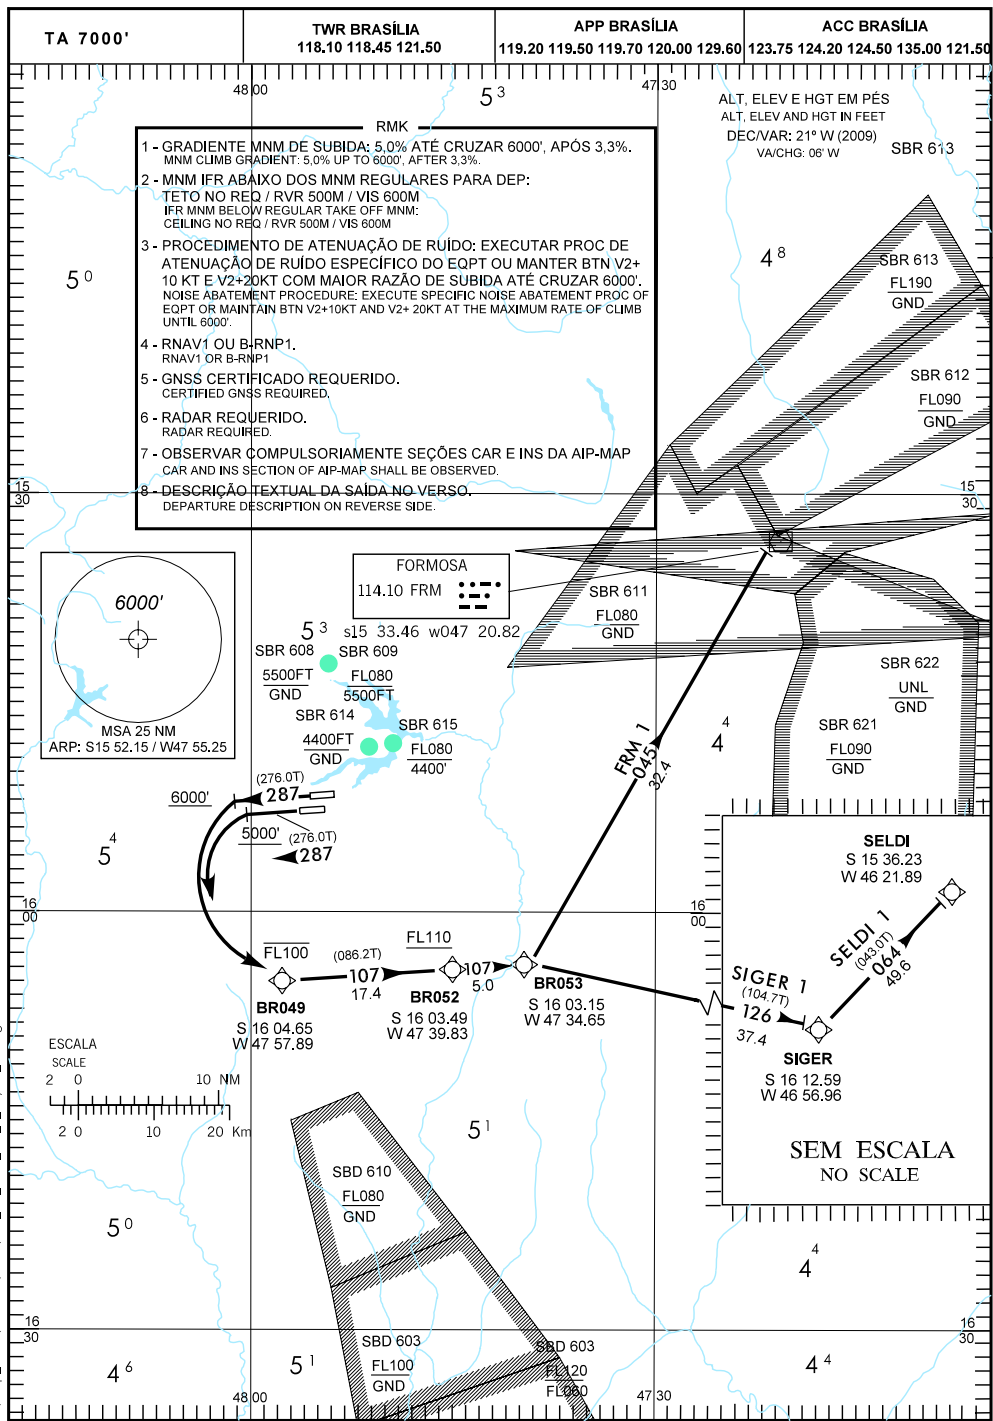 TA 7000'
TWR BRASÍLIA
118.10 118.45 121.50
APP BRASÍLIA
119.20 119.50 119.70 120.00 129.60
ACC BRASÍLIA
123.75 124.20 124.50 135.00 121.50
48 00
47 30
5 3
ALT, ELEV E HGT EM PÉS
ALT, ELEV AND HGT IN FEET
DEC/VAR: 21º W (2009)
VA/CHG: 06' W
RMK
1 - GRADIENTE MNM DE SUBIDA: 5,0% ATÉ CRUZAR 6000', APÓS 3,3%.
MNM CLIMB GRADIENT: 5,0% UP TO 6000', AFTER 3,3%.
2 - MNM IFR ABAIXO DOS MNM REGULARES PARA DEP:
TETO NO REQ / RVR 500M / VIS 600M
IFR MNM BELOW REGULAR TAKE OFF MNM:
CEILING NO REQ / RVR 500M / VIS 600M
3 - PROCEDIMENTO DE ATENUAÇÃO DE RUÍDO: EXECUTAR PROC DE
ATENUAÇÃO DE RUÍDO ESPECÍFICO DO EQPT OU MANTER BTN V2+
10 KT E V2+20KT COM MAIOR RAZÃO DE SUBIDA ATÉ CRUZAR 6000'.
NOISE ABATEMENT PROCEDURE: EXECUTE SPECIFIC NOISE ABATEMENT PROC OF
EQPT OR MAINTAIN BTN V2+10KT AND V2+ 20KT AT THE MAXIMUM RATE OF CLIMB
UNTIL 6000'.
4 - RNAV1 OU B-RNP1.
RNAV1 OR B-RNP1
5 - GNSS CERTIFICADO REQUERIDO.
CERTIFIED GNSS REQUIRED.
6 - RADAR REQUERIDO.
RADAR REQUIRED.
7 - OBSERVAR COMPULSORIAMENTE SEÇÕES CAR E INS DA AIP-MAP
CAR AND INS SECTION OF AIP-MAP SHALL BE OBSERVED.
8 - DESCRIÇÃO TEXTUAL DA SAÍDA NO VERSO.
DEPARTURE DESCRIPTION ON REVERSE SIDE.
SBR 613
4 8
5 0
SBR 613
FL190
GND
SBR 612
FL090
GND
15 30
15 30
6000'
MSA 25 NM
ARP: S15 52.15 / W47 55.25
FORMOSA
114.10 FRM
s15 33.46 w047 20.82
5 3
SBR 611
FL080
GND
SBR 608
5500FT
GND
SBR 609
FL080
5500FT
SBR 614
4400FT
GND
SBR 615
FL080
4400'
SBR 622
UNL
GND
SBR 621
FL090
GND
4 4
FRM 1
045
32.4
6000'
(276.0T)
287
5000'
(276.0T)
287
5 4
16 00
16 00
SELDI
S 15 36.23
W 46 21.89
SELDI 1
(043.0T)
064
49.6
FL100
(086.2T)
107
17.4
FL110
107
5.0
BR049
S 16 04.65
W 47 57.89
BR052
S 16 03.49
W 47 39.83
BR053
S 16 03.15
W 47 34.65
SIGER 1
(104.7T)
126
37.4
SIGER
S 16 12.59
W 46 56.96
SEM ESCALA
NO SCALE
ESCALA
SCALE
2 0 10 NM
2 0 10 20 Km
5 1
SBD 610
FL080
GND
5 0
4 4
16 30
16 30
SBD 603
FL100
GND
SBD 603
FL120
FL060
4 6
5 1
4 4
48 00
47 30